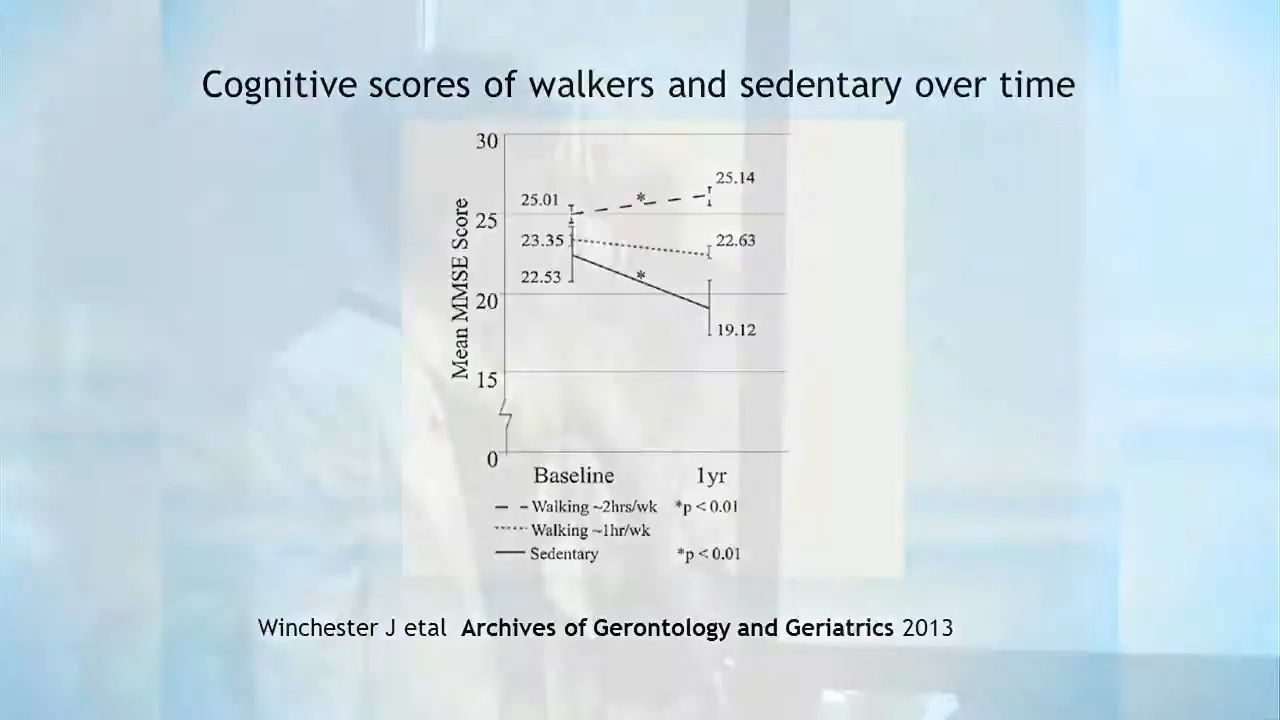 Cognitive scores of walkers and sedentary over time
30
25
20
15
0
Mean MMSE Score
25.01
23.35
22.53
*
*
25.14
22.63
19.12
Baseline 1yr
Walking ~2hrs/wk *p < 0.01
Walking ~1hr/wk
Sedentary *p < 0.01
Winchester J etal Archives of Gerontology and Geriatrics 2013